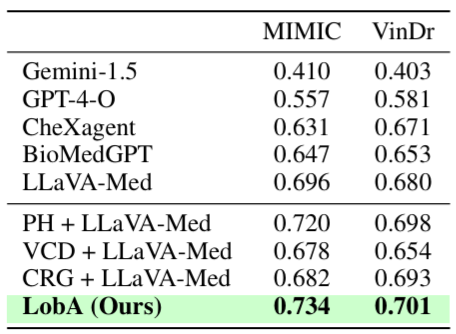 MIMIC VinDr
Gemini-1.5 0.410 0.403
GPT-4-O 0.557 0.581
CheXagent 0.631 0.671
BioMedGPT 0.647 0.653
LLaVA-Med 0.696 0.680
PH + LLaVA-Med 0.720 0.698
VCD + LLaVA-Med 0.678 0.654
CRG + LLaVA-Med 0.682 0.693
LobA (Ours) 0.734 0.701